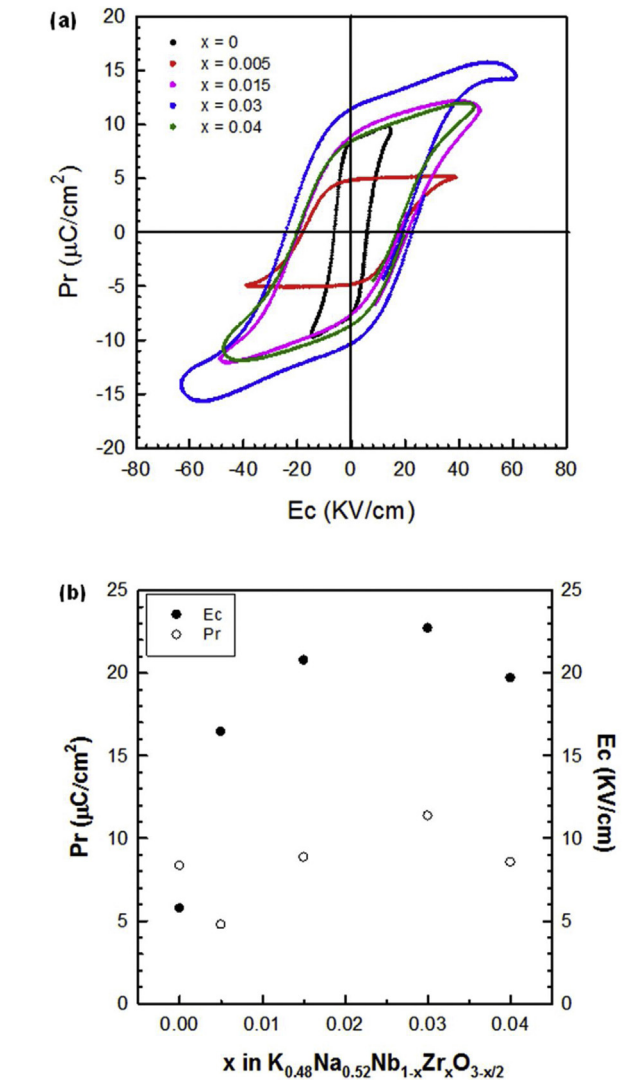 (a)
x = 0
x = 0.005
x = 0.015
x = 0.03
x = 0.04
20
15
10
5
0
-5
-10
-15
-20
Pr (μC/cm²)
-80 -60 -40 -20 0 20 40 60 80
Ec (KV/cm)
(b)
Ec
Pr
25
20
15
10
5
0
Pr (μC/cm²)
25
20
15
10
5
0
Ec (KV/cm)
0.00 0.01 0.02 0.03 0.04
x in K₀.₄₈Na₀.₅₂Nb₁₋ₓZrₓO₃₋ₓ/₂